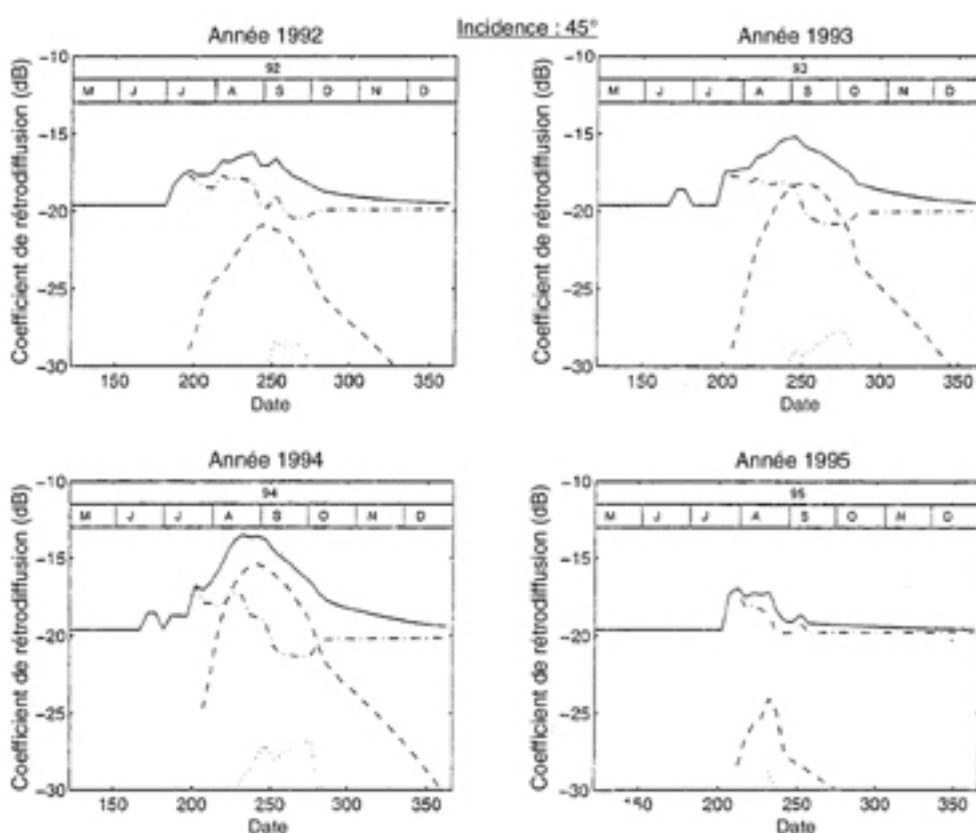 Incidence : 45°
Année 1992
Coefficient de rétrodiffusion (dB)
-10
-15
-20
-25
-30
92
M J J A S O N D
150 200 250 300 350
Date
Année 1993
Coefficient de rétrodiffusion (dB)
-10
-15
-20
-25
-30
93
M J J A S O N D
150 200 250 300 350
Date
Année 1994
Coefficient de rétrodiffusion (dB)
-10
-15
-20
-25
-30
94
M J J A S O N D
150 200 250 300 350
Date
Année 1995
Coefficient de rétrodiffusion (dB)
-10
-15
-20
-25
-30
95
M J J A S O N D
200 250 300 350
Date